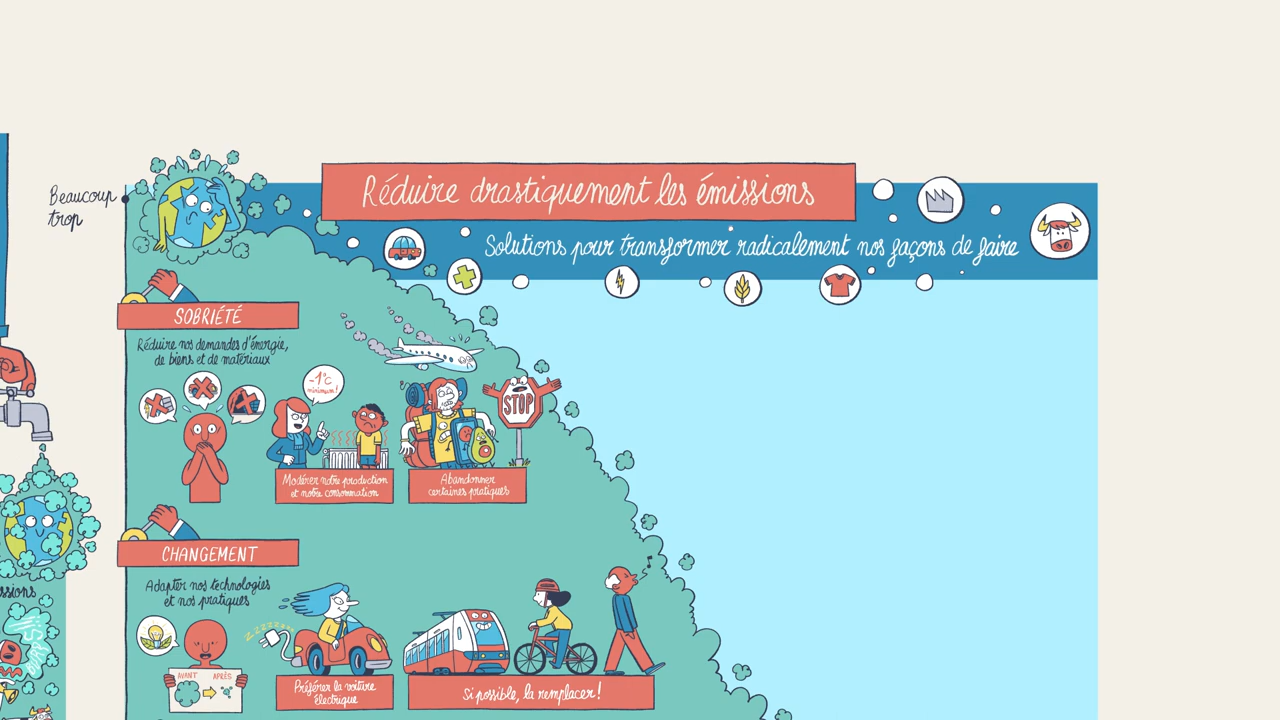 Réduire drastiquement les émissions
Solutions pour transformer radicalement nos façons de faire
Beaucoup
trop
SOBRIÉTÉ
Réduire nos demandes d'énergie,
de biens et de matériaux
-1°C
minimum!
STOP
Modérer notre production
et notre consommation
Abandonner
certaines pratiques
CHANGEMENT
Adapter nos technologies
et nos pratiques
ZZZZZZZ
AVANT APRÈS
Préférer la voiture
électrique
Si possible, la remplacer!
ssions